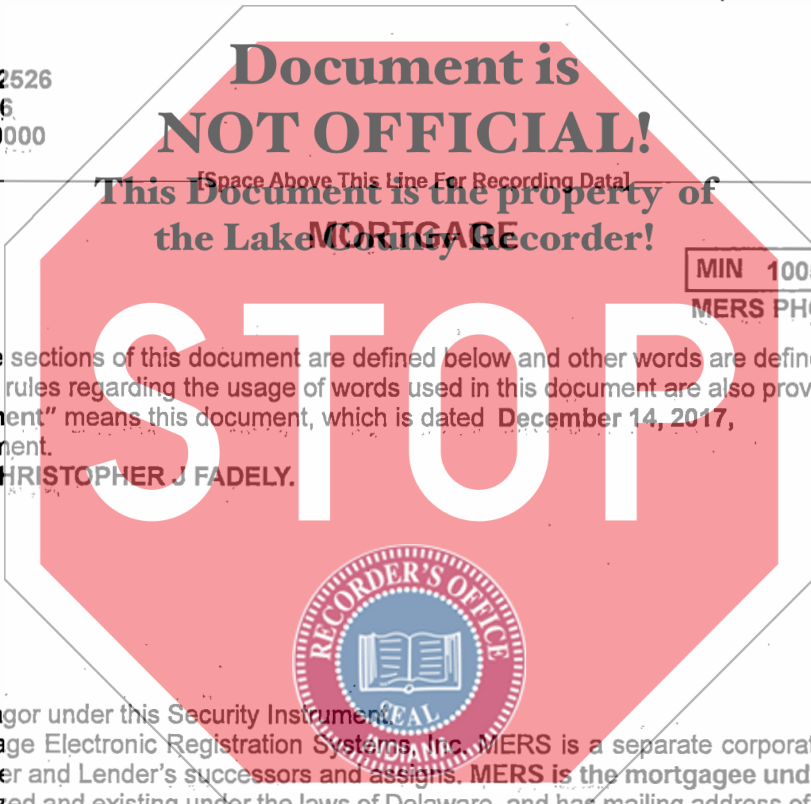 Document is
2526
6
NOT OFFICIAL!
000
[Space Above This Line For Recording Data]
This Document is the property of
MORTGAGE
the Lake County Recorder!
MIN 100
MERS PH
STOP
sections of this document are defined below and other words are defin
rules regarding the usage of words used in this document are also prov
ent” means this document, which is dated December 14, 2017,
ent.
HRISTOPHER J FADELY.
RECORDER'S OFFICE
SEAL
INDIANA
gor under this Security Instrument.
age Electronic Registration Systems, Inc. MERS is a separate corporat
er and Lender's successors and assigns. MERS is the mortgagee und
ed and existing under the laws of Delaware, and has mailing address of